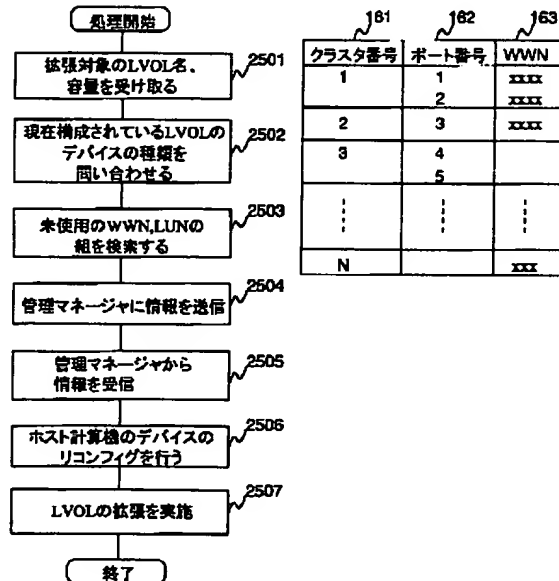 処理開始
拡張対象のLVOL名、
容量を受け取る
2501
現在構成されているLVOLの
デバイスの種類を
問い合わせる
2502
未使用のWWN,LUNの
組を検索する
2503
管理マネージャに情報を送信
2504
管理マネージャから
情報を受信
2505
ホスト計算機のデバイスの
リコンフィグを行う
2506
LVOLの拡張を実施
2507
終了
161 162 163
クラスタ番号 ポート番号 WWN
1 1 xxxx
2 xxxx
2 3 xxxx
3 4
5
N xxx